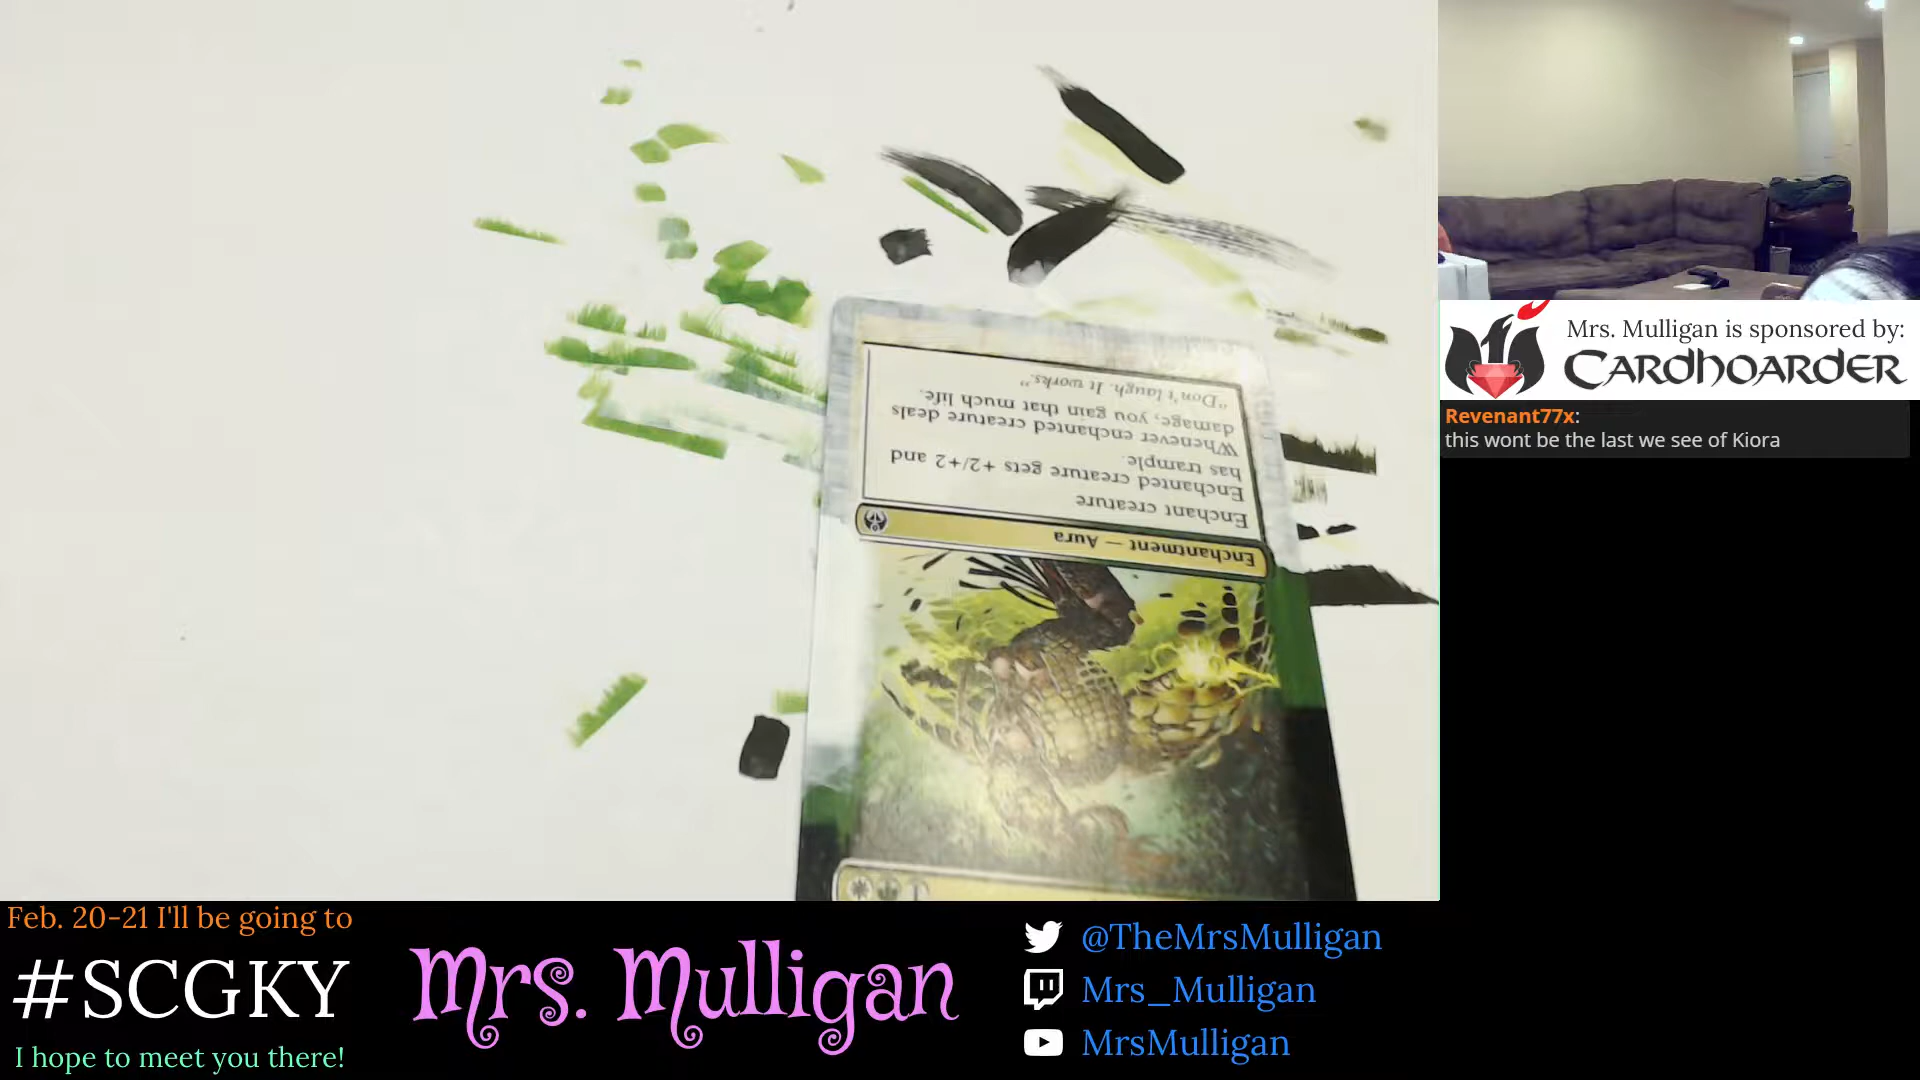 "Don't laugh. It works."
Whenever enchanted creature deals
damage, you gain that much life.
Enchanted creature gets +2/+2 and
has trample.
Enchant creature
Enchantment — Aura
Mrs. Mulligan is sponsored by:
CARDHOARDER
Revenant77x:
this wont be the last we see of Kiora
Feb. 20-21 I'll be going to
#SCGKY
I hope to meet you there!
Mrs. Mulligan
@TheMrsMulligan
Mrs_Mulligan
MrsMulligan